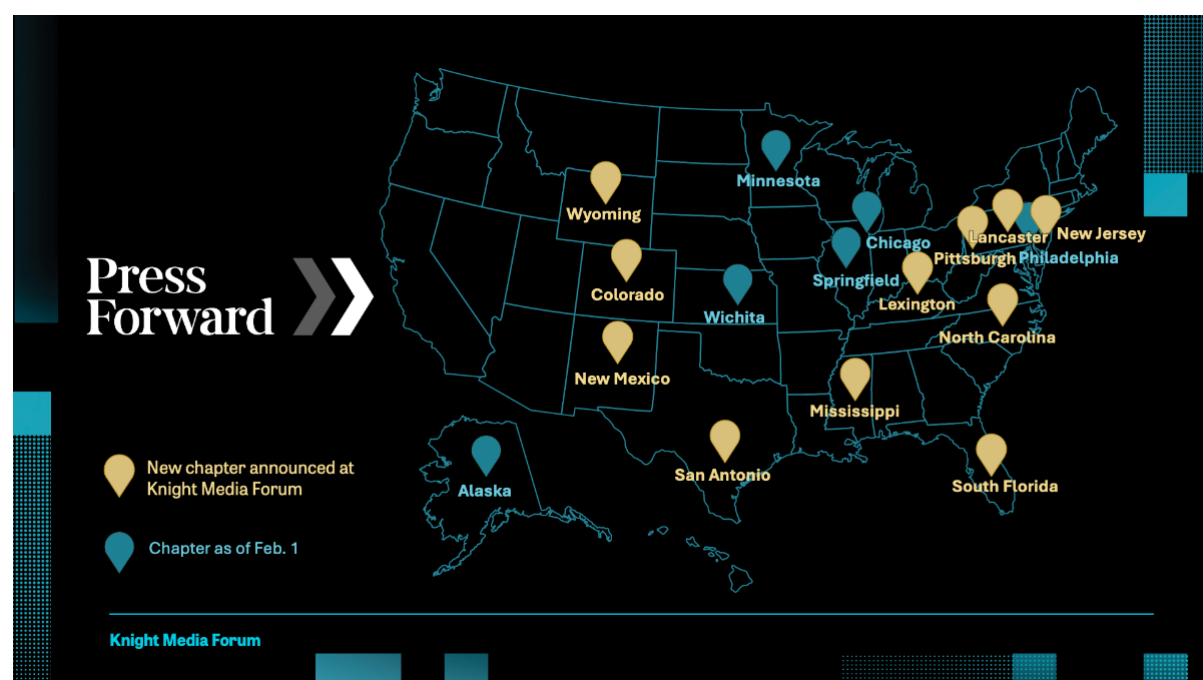 Minnesota
Wyoming
Chicago
Lancaster
New Jersey
Pittsburgh
Philadelphia
Springfield
Press
Forward
Colorado
Lexington
Wichita
North Carolina
New Mexico
Mississippi
New chapter announced at
Knight Media Forum
San Antonio
South Florida
Alaska
Chapter as of Feb. 1
Knight Media Forum